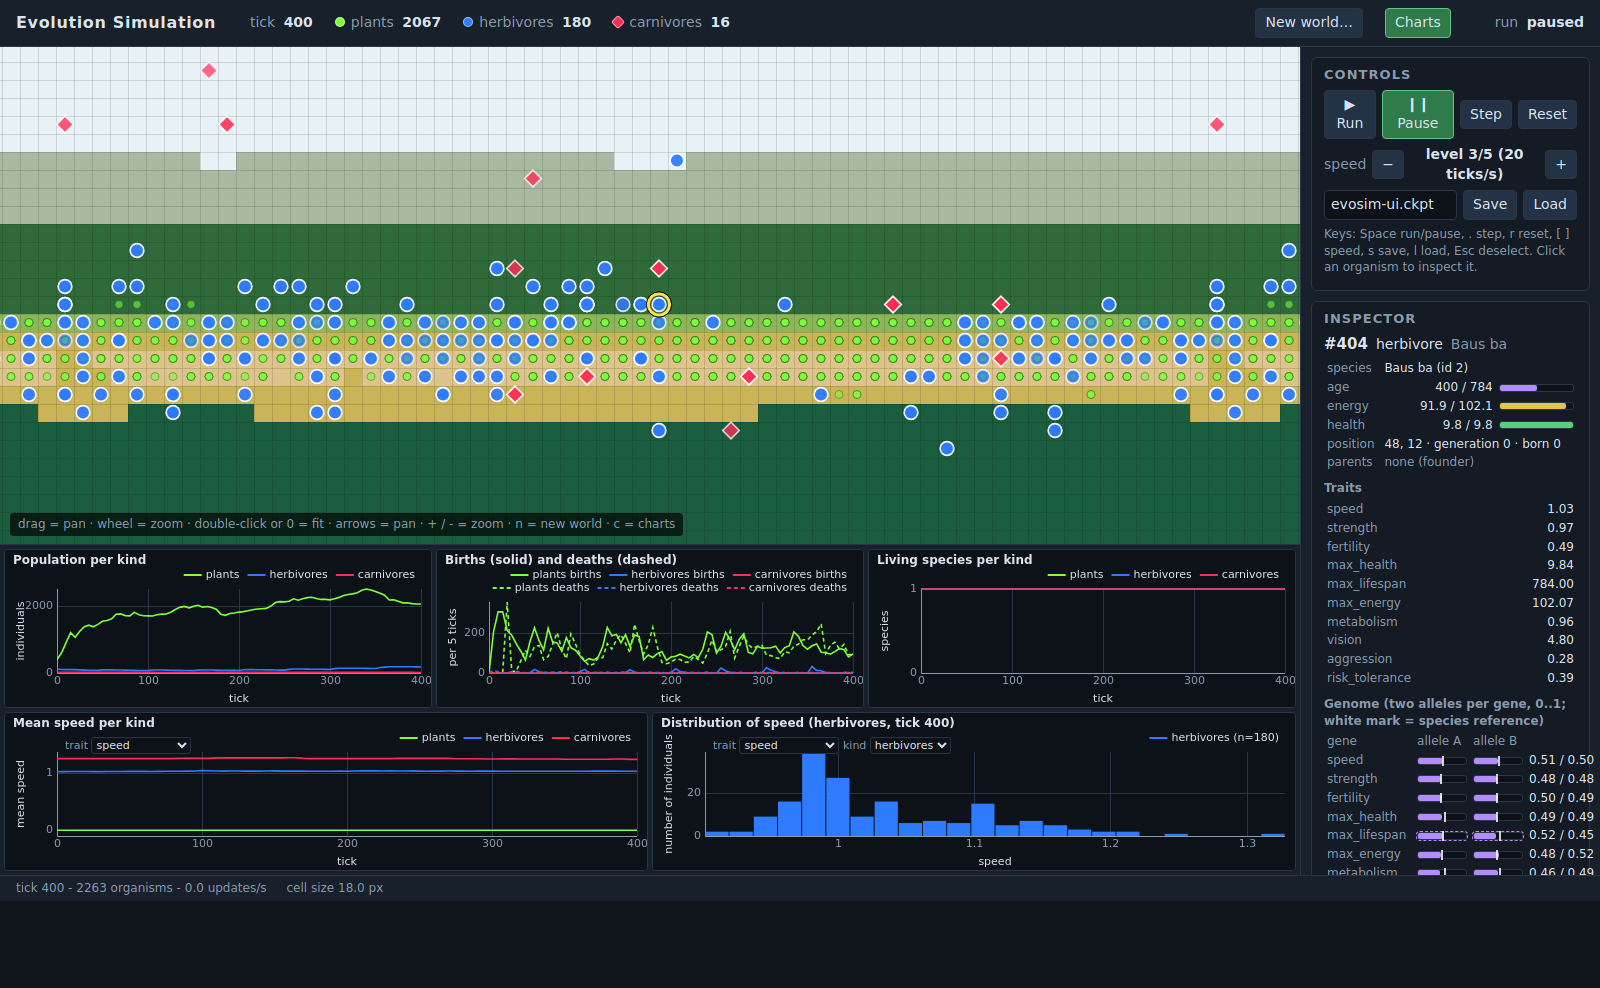 Evolution Simulation
tick 400
plants 2067
herbivores 180
carnivores 16
New world...
Charts
run paused
CONTROLS
▶ Run
❙❙ Pause
Step
Reset
speed − level 3/5 (20 ticks/s) +
evosim-ui.ckpt Save Load
Keys: Space run/pause, . step, r reset, [ ]
speed, s save, l load, Esc deselect. Click
an organism to inspect it.
INSPECTOR
#404 herbivore Baus ba
species Baus ba (id 2)
age 400 / 784
energy 91.9 / 102.1
health 9.8 / 9.8
position 48, 12 · generation 0 · born 0
parents none (founder)
Traits
speed 1.03
strength 0.97
fertility 0.49
max_health 9.84
max_lifespan 784.00
max_energy 102.07
metabolism 0.96
vision 4.80
aggression 0.28
risk_tolerance 0.39
Genome (two alleles per gene, 0..1;
white mark = species reference)
gene allele A allele B
speed 0.51 / 0.50
strength 0.48 / 0.48
fertility 0.50 / 0.49
max_health 0.49 / 0.49
max_lifespan 0.52 / 0.45
max_energy 0.48 / 0.52
metabolism 0.46 / 0.49
drag = pan · wheel = zoom · double-click or 0 = fit · arrows = pan · + / - = zoom · n = new world · c = charts
Population per kind
plants herbivores carnivores
individuals
2000
0
0 100 200 300 400
tick
Births (solid) and deaths (dashed)
plants births herbivores births carnivores births
plants deaths herbivores deaths carnivores deaths
per 5 ticks
200
0
0 100 200 300 400
tick
Living species per kind
plants herbivores carnivores
species
1
0
0 100 200 300 400
tick
Mean speed per kind
trait speed
plants herbivores carnivores
mean speed
1
0
0 100 200 300 400
tick
Distribution of speed (herbivores, tick 400)
trait speed kind herbivores
herbivores (n=180)
number of individuals
20
0
1 1.1 1.2 1.3
speed
tick 400 - 2263 organisms - 0.0 updates/s cell size 18.0 px